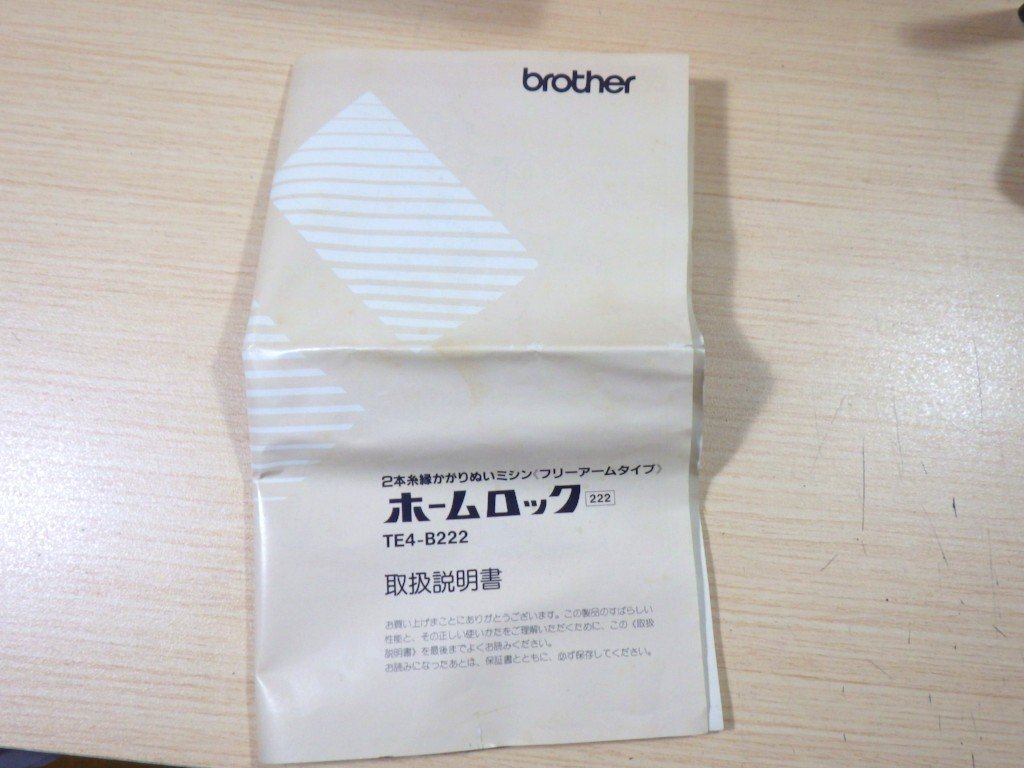 brother
2本糸縁かがりぬいミシン《フリーアームタイプ》
ホームロック 222
TE4-B222
取扱説明書
お買い上げまことにありがとうございます。この製品のすばらしい
性能と、その正しい使いかたをご理解いただくために、この《取扱
説明書》を最後までよくお読みください。
お読みになったあとは、保証書とともに、必ず保存してください。